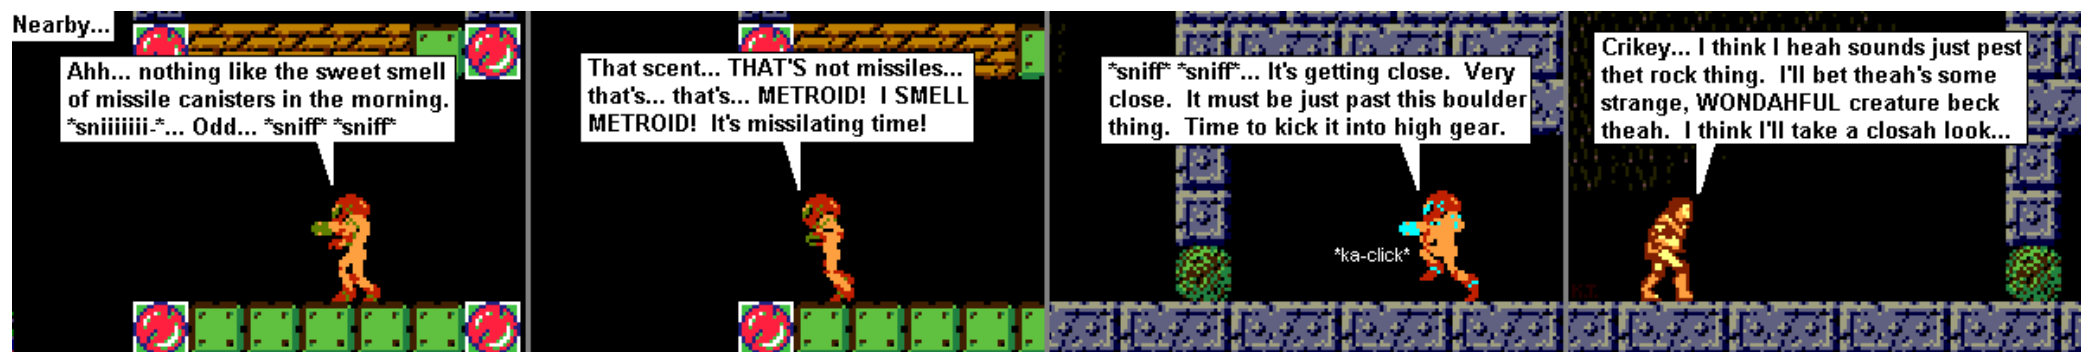 Nearby...
Ahh... nothing like the sweet smell
of missile canisters in the morning.
*sniiiiiii-*... Odd... *sniff* *sniff*
That scent... THAT'S not missiles...
that's... that's... METROID!  I SMELL
METROID!  It's missilating time!
*sniff* *sniff*... It's getting close.  Very
close.  It must be just past this boulder
thing.  Time to kick it into high gear.
*ka-click*
Crikey... I think I heah sounds just pest
thet rock thing.  I'll bet theah's some
strange, WONDAHFUL creature beck
theah.  I think I'll take a closah look...